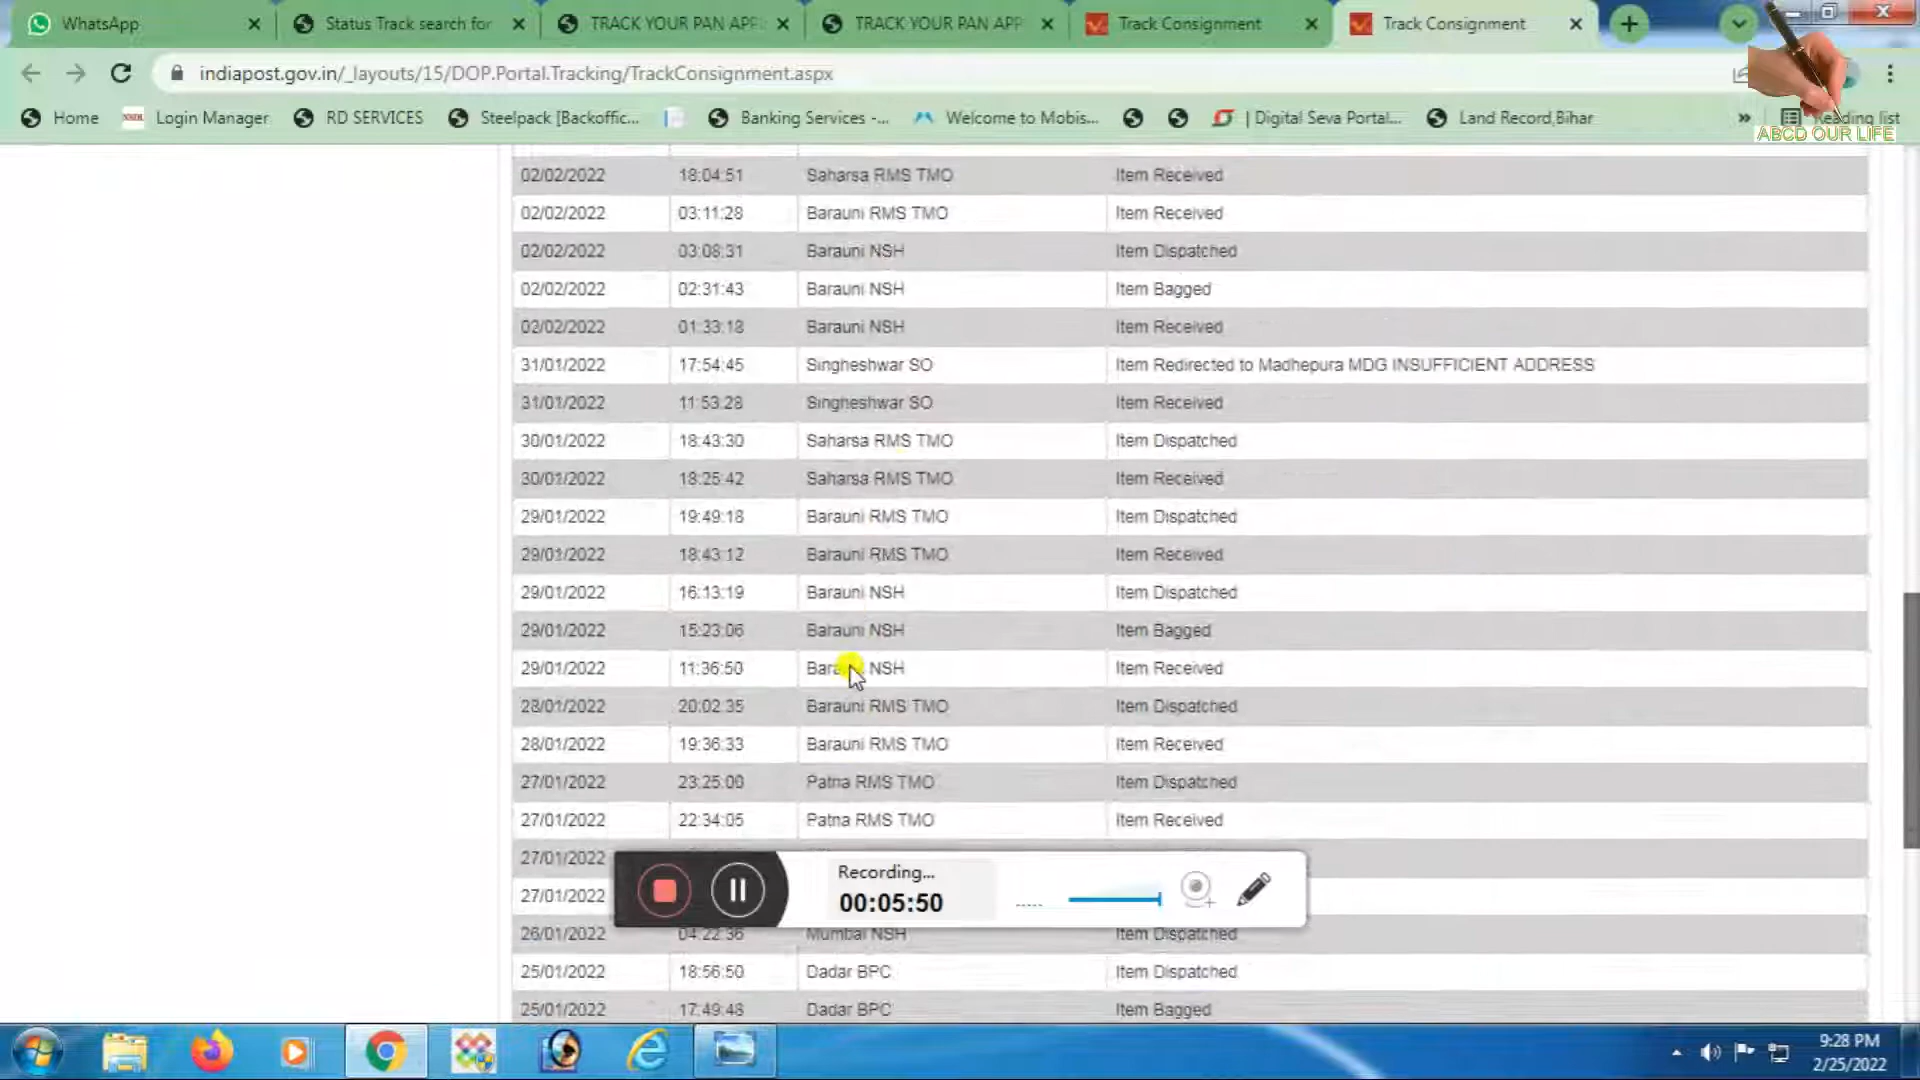 WhatsApp
Status Track search for
TRACK YOUR PAN APP
TRACK YOUR PAN APP
Track Consignment
Track Consignment
indiapost.gov.in/_layouts/15/DOP.Portal.Tracking/TrackConsignment.aspx
Home
Login Manager
RD SERVICES
Steelpack [Backoffic...
Banking Services -...
Welcome to Mobis...
| Digital Seva Portal...
Land Record,Bihar
»
Reading list
ABCD OUR LIFE
02/02/2022 18:04:51 Saharsa RMS TMO Item Received
02/02/2022 03:11:28 Barauni RMS TMO Item Received
02/02/2022 03:08:31 Barauni NSH Item Dispatched
02/02/2022 02:31:43 Barauni NSH Item Bagged
02/02/2022 01:33:18 Barauni NSH Item Received
31/01/2022 17:54:45 Singheshwar SO Item Redirected to Madhepura MDG INSUFFICIENT ADDRESS
31/01/2022 11:53:28 Singheshwar SO Item Received
30/01/2022 18:43:30 Saharsa RMS TMO Item Dispatched
30/01/2022 18:25:42 Saharsa RMS TMO Item Received
29/01/2022 19:49:18 Barauni RMS TMO Item Dispatched
29/01/2022 18:43:12 Barauni RMS TMO Item Received
29/01/2022 16:13:19 Barauni NSH Item Dispatched
29/01/2022 15:23:06 Barauni NSH Item Bagged
29/01/2022 11:36:50 NSH Item Received
28/01/2022 20:02:35 Barauni RMS TMO Item Dispatched
28/01/2022 19:36:33 Barauni RMS TMO Item Received
27/01/2022 23:25:00 Patna RMS TMO Item Dispatched
27/01/2022 22:34:05 Patna RMS TMO Item Received
27/01/2022
27/01/2022
Recording...
00:05:50
26/01/2022 04:22:36 Mumbai NSH Item Dispatched
25/01/2022 18:56:50 Dadar BPC Item Dispatched
25/01/2022 17:49:48 Dadar BPC Item Bagged
9:28 PM
2/25/2022